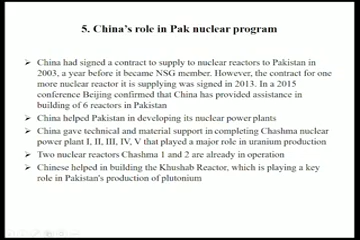 5. China's role in Pak nuclear program
➢ China had signed a contract to supply to nuclear reactors to Pakistan in
2003, a year before it became NSG member. However, the contract for one
more nuclear reactor it is supplying was signed in 2013. In a 2015
conference Beijing confirmed that China has provided assistance in
building of 6 reactors in Pakistan
➢ China helped Pakistan in developing its nuclear power plants
➢ China gave technical and material support in completing Chashma nuclear
power plant I, II, III, IV, V that played a major role in uranium production
➢ Two nuclear reactors Chashma 1 and 2 are already in operation
➢ Chinese helped in building the Khushab Reactor, which is playing a key
role in Pakistan's production of plutonium